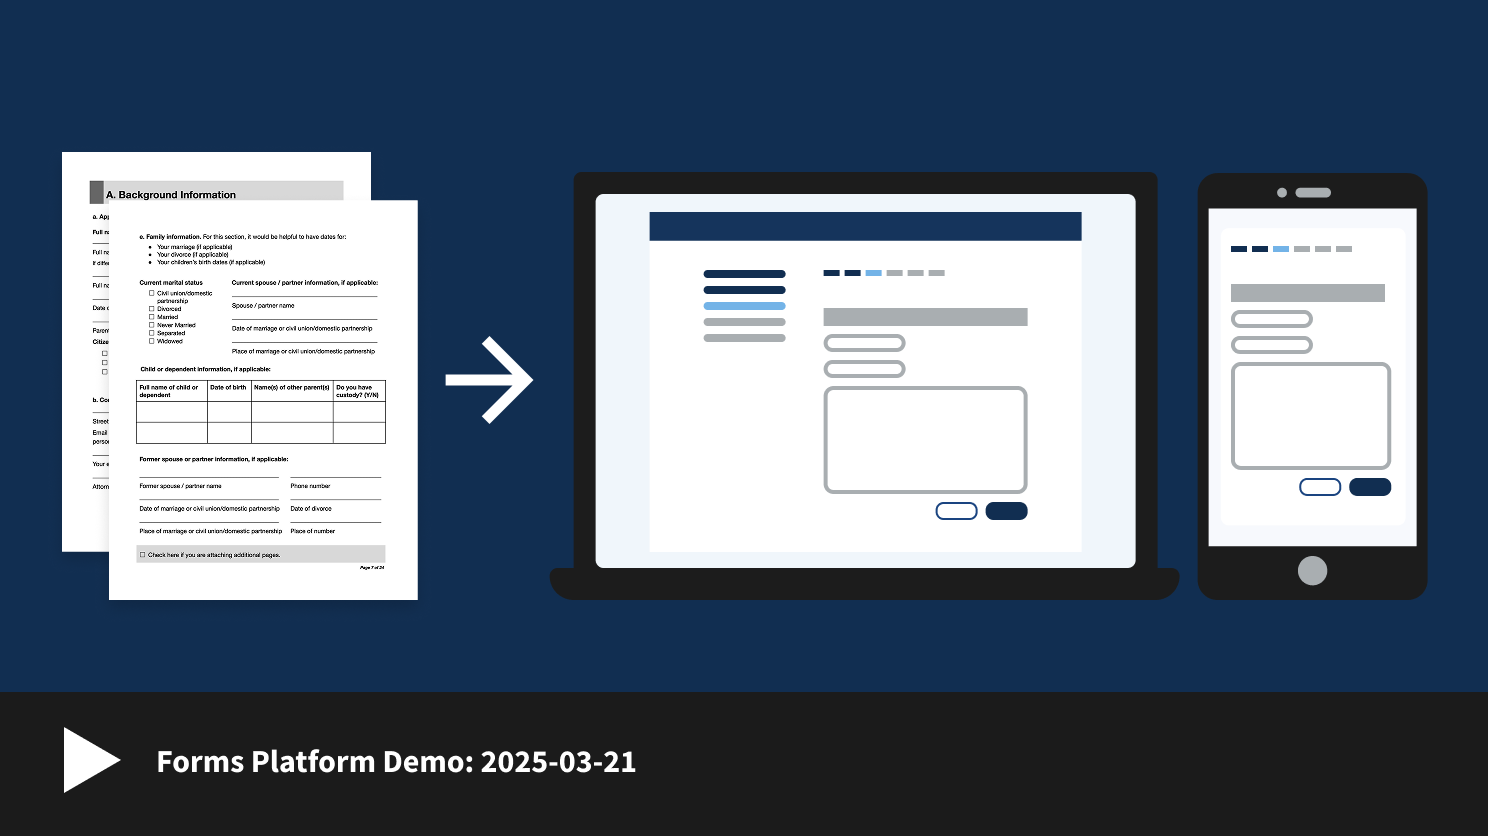 A. Background Information
a. App
Full na
Full na
If differ
Full na
Date o
Parent
Citize
b. Cor
Street
Email
perso
Your e
Attorn
e. Family information. For this section, it would be helpful to have dates for:
• Your marriage (if applicable)
• Your divorce (if applicable)
• Your children's birth dates (if applicable)
Current marital status
☐ Civil union/domestic
partnership
☐ Divorced
☐ Married
☐ Never Married
☐ Separated
☐ Widowed
Current spouse / partner information, if applicable:
Spouse / partner name
Date of marriage or civil union/domestic partnership
Place of marriage or civil union/domestic partnership
Child or dependent information, if applicable:
Full name of child or dependent
Date of birth
Name(s) of other parent(s)
Do you have custody? (Y/N)
Former spouse or partner information, if applicable:
Former spouse / partner name
Phone number
Date of marriage or civil union/domestic partnership
Date of divorce
Place of marriage or civil union/domestic partnership
Place of number
☐ Check here if you are attaching additional pages.
Page 7 of 24
Forms Platform Demo: 2025-03-21